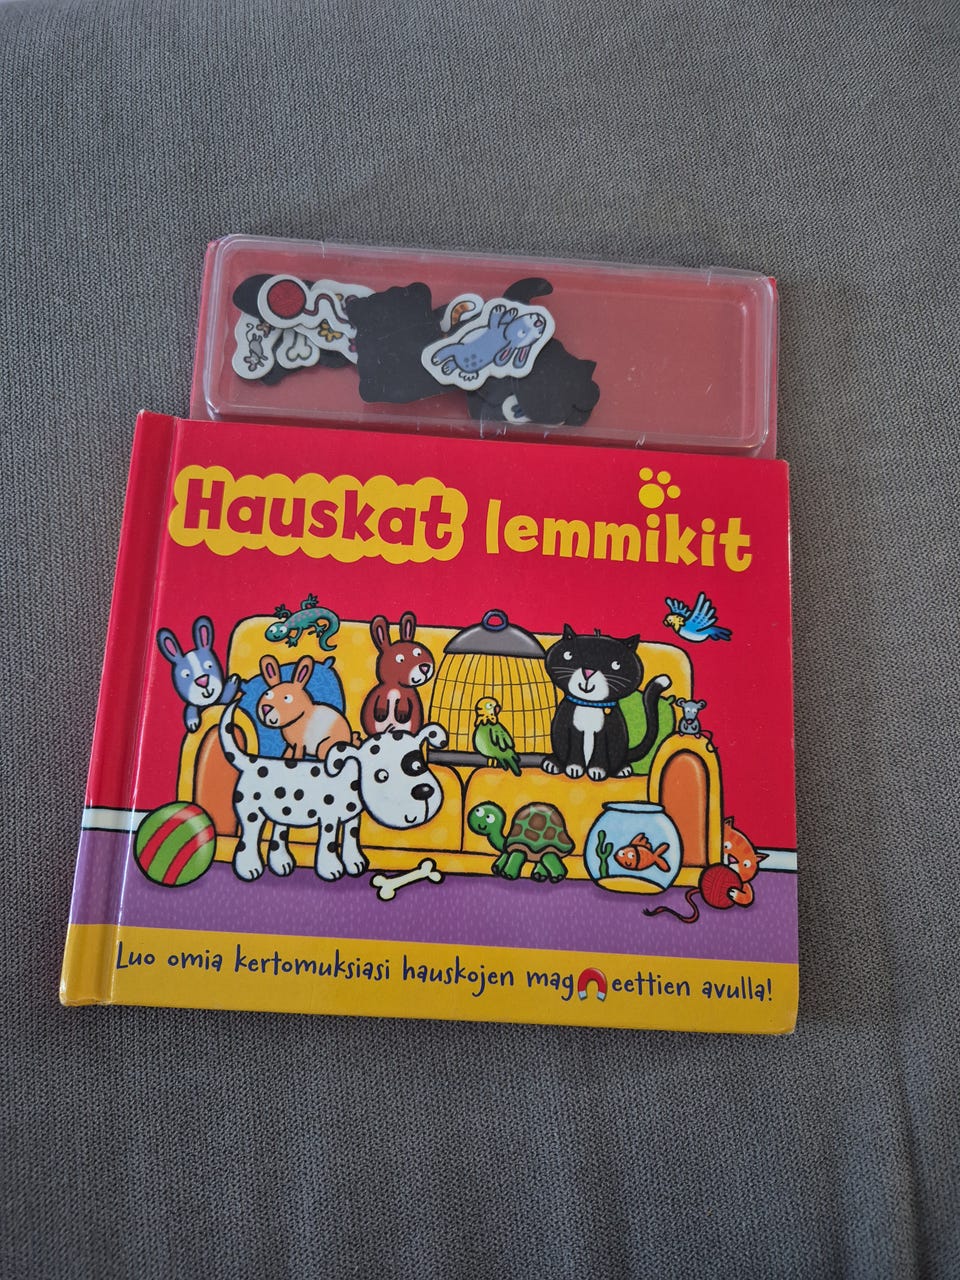 Hauskat lemmikit
Luo omia kertomuksiasi hauskojen magneettien avulla!